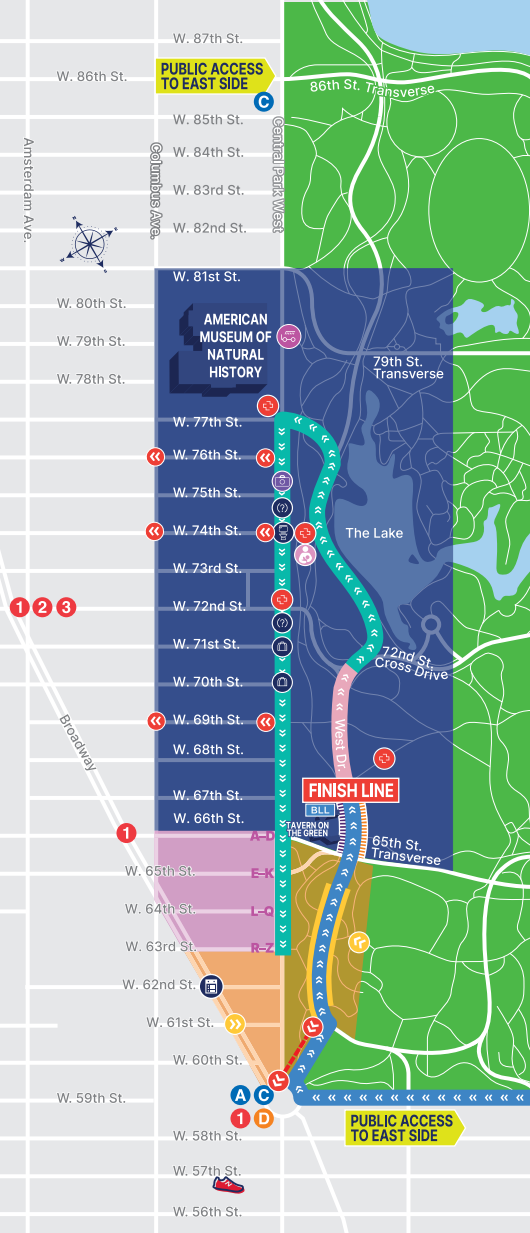 W. 87th St.
W. 86th St.
PUBLIC ACCESS
TO EAST SIDE
86th St. Transverse
C
W. 85th St.
Amsterdam Ave.
Columbus Ave.
Central Park West
W. 84th St.
W. 83rd St.
W. 82nd St.
W. 81st St.
W. 80th St.
AMERICAN
MUSEUM OF
NATURAL
HISTORY
W. 79th St.
79th St.
Transverse
W. 78th St.
W. 77th St.
W. 76th St.
W. 75th St.
W. 74th St.
The Lake
W. 73rd St.
1 2 3
W. 72nd St.
W. 71st St.
72nd St.
Cross Drive
W. 70th St.
W. 69th St.
Broadway
West Dr.
W. 68th St.
FINISH LINE
W. 67th St.
BLL
W. 66th St.
TAVERN ON
THE GREEN
1
A–D
65th St.
Transverse
W. 65th St.
E–K
W. 64th St.
L–Q
W. 63rd St.
R–Z
W. 62nd St.
W. 61st St.
W. 60th St.
W. 59th St.
A C
1 D
PUBLIC ACCESS
TO EAST SIDE
W. 58th St.
W. 57th St.
W. 56th St.